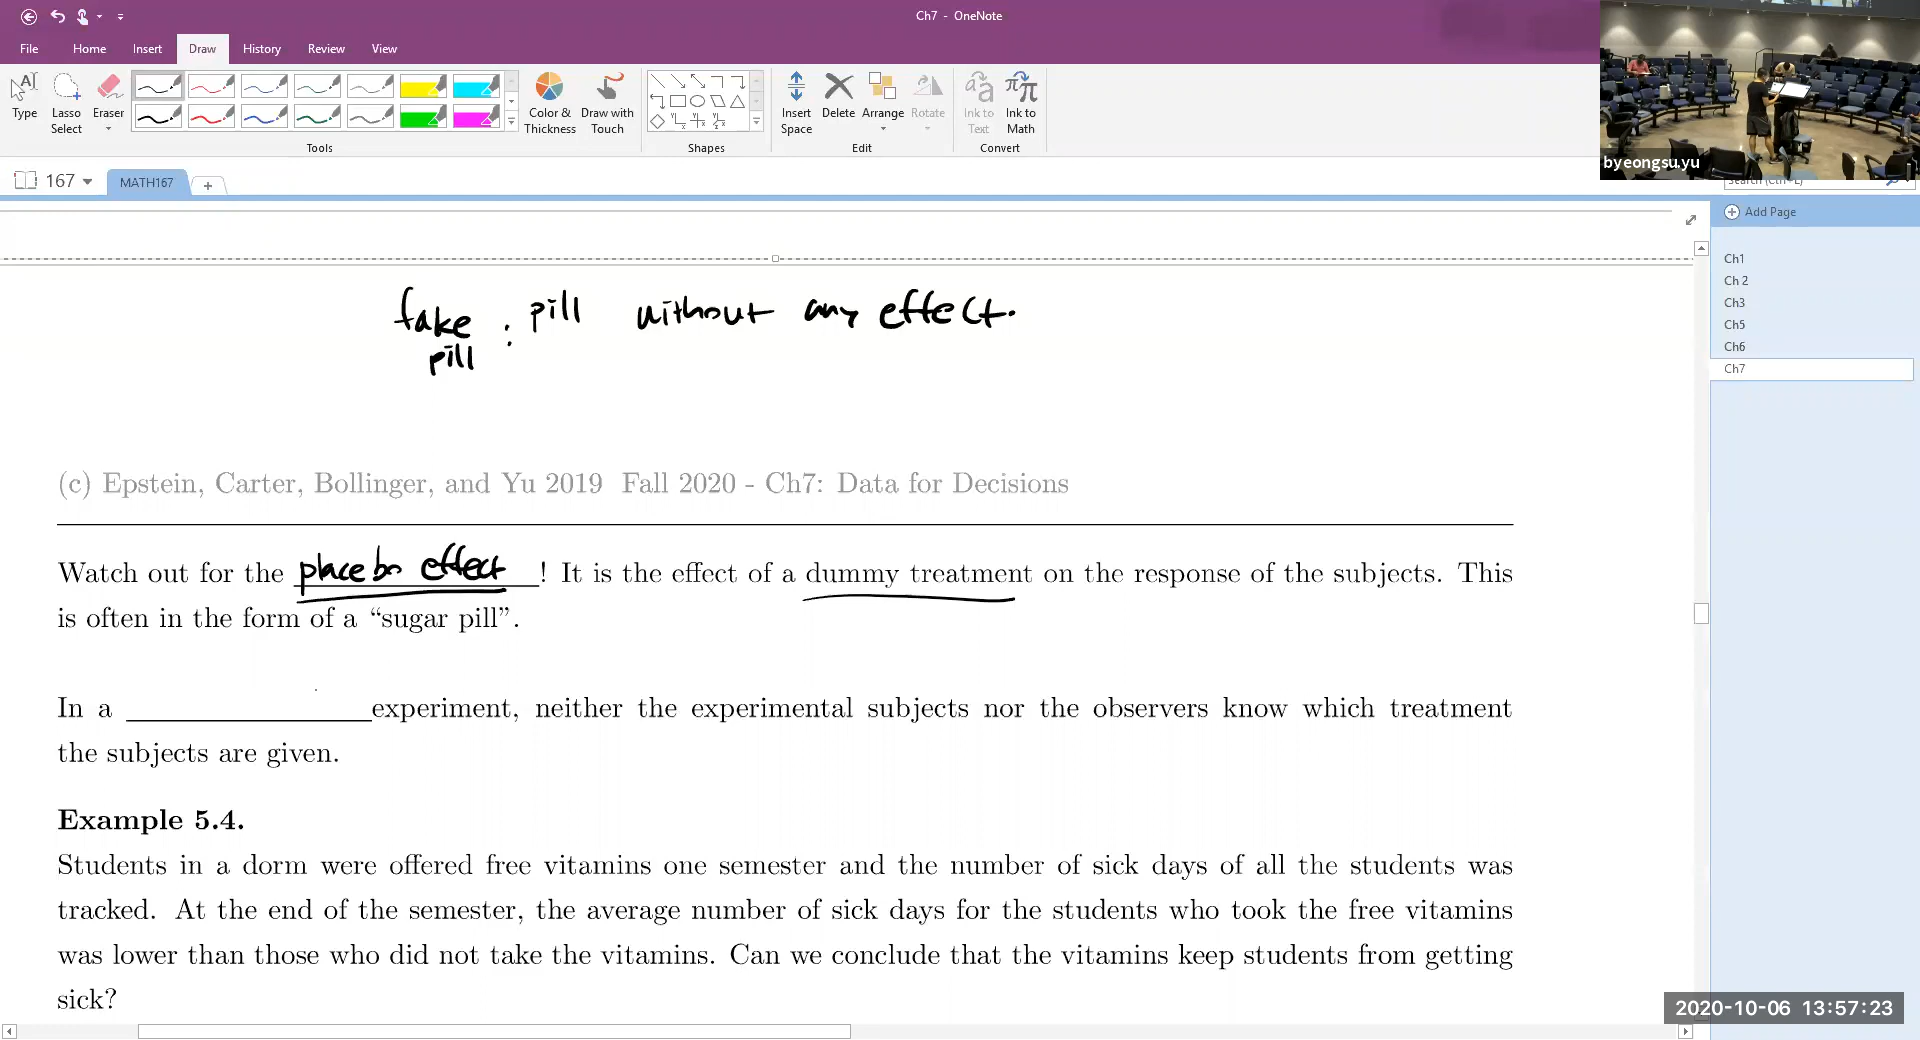 Ch7 - OneNote
File Home Insert Draw History Review View
Type Lasso Select Eraser Color & Thickness Draw with Touch Insert Space Delete Arrange Rotate Ink to Text Ink to Math
Tools Shapes Edit Convert
byeongsu.yu
167 MATH167
Search (Ctrl+E)
Add Page
Ch1
Ch 2
Ch3
Ch5
Ch6
Ch7
fake pill : pill without any effect.
(c) Epstein, Carter, Bollinger, and Yu 2019 Fall 2020 - Ch7: Data for Decisions
Watch out for the placebo effect! It is the effect of a dummy treatment on the response of the subjects. This
is often in the form of a “sugar pill”.
In a ________________experiment, neither the experimental subjects nor the observers know which treatment
the subjects are given.
Example 5.4.
Students in a dorm were offered free vitamins one semester and the number of sick days of all the students was
tracked. At the end of the semester, the average number of sick days for the students who took the free vitamins
was lower than those who did not take the vitamins. Can we conclude that the vitamins keep students from getting
sick?
2020-10-06 13:57:23